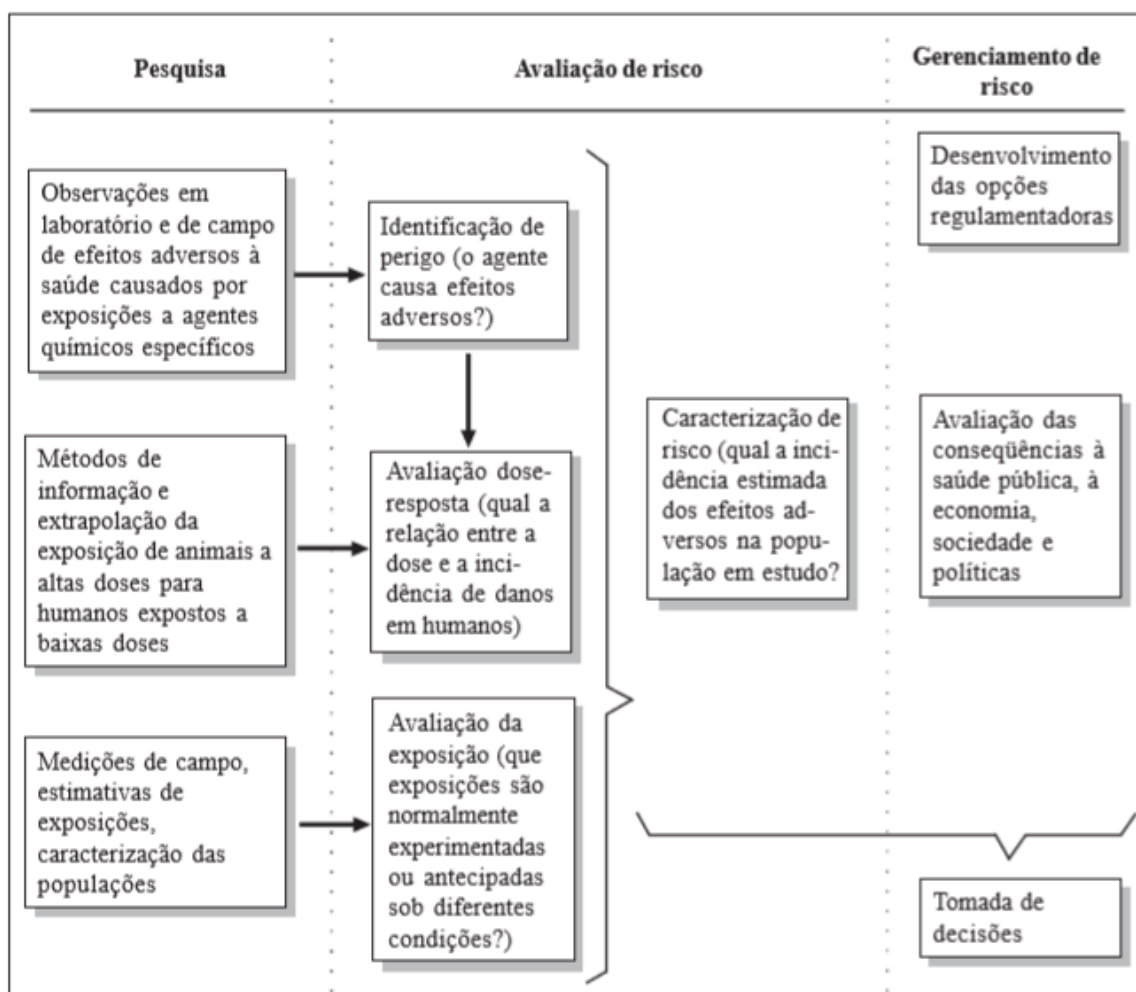 Pesquisa
Avaliação de risco
Gerenciamento de
risco
Observações em
laboratório e de campo
de efeitos adversos à
saúde causados por
exposições a agentes
químicos específicos
Identificação de
perigo (o agente
causa efeitos
adversos?)
Desenvolvimento
das opções
regulamentadoras
Métodos de
informação e
extrapolação da
exposição de animais a
altas doses para
humanos expostos a
baixas doses
Avaliação dose-
resposta (qual a
relação entre a
dose e a inci-
dência de danos
em humanos)
Caracterização de
risco (qual a inci-
dência estimada
dos efeitos ad-
versos na popu-
lação em estudo?
Avaliação das
conseqüências à
saúde pública, à
economia,
sociedade e
políticas
Medições de campo,
estimativas de
exposições,
caracterização das
populações
Avaliação da
exposição (que
exposições são
normalmente
experimentadas
ou antecipadas
sob diferentes
condições?)
Tomada de
decisões